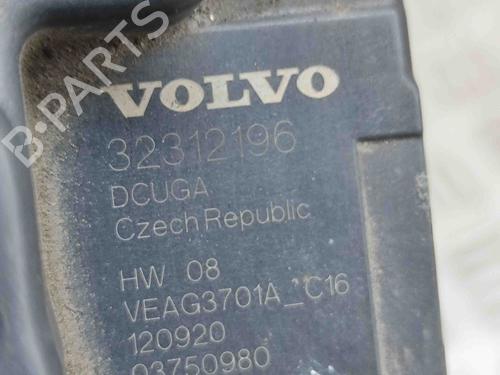 VOLVO
32312196
DCUGA
Czech Republic
HW 08
VEAG3701A_C16
120920
03750980
B-PARTS